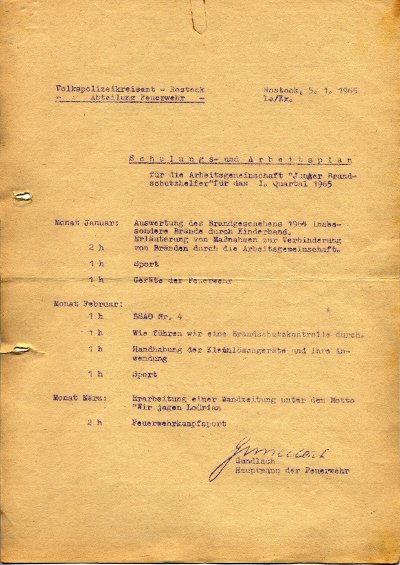 Volkspolizeikreisamt - Rostock
- Abteilung Feuerwehr -
Rostock, 5. 1. 1965
Schulungs- und Arbeitsplan
für die Arbeitsgemeinschaft "Junger Brand-
schutzhelfer" für das I. Quartal 1965
Monat Januar: Auswertung des Brandgeschehens 1964 insbe-
sondere Brände durch Kinderhand.
Erläuterung von Maßnahmen zur Verhinderung
2 h von Bränden durch die Arbeitsgemeinschaft.
1 h Sport
1 h Geräte der Feuerwehr
Monat Februar:
1 h BSAO Nr. 4
1 h Wie führen wir eine Brandschutzkontrolle durch.
1 h Handhabung der Kleinlöschgeräte und ihre An-
wendung
1 h Sport
Monat März: Erarbeitung einer Wandzeitung unter dem Motto
"Wir jagen Lodrian
2 h Feuerwehrkampfsport
Gundlach
Hauptmann der Feuerwehr